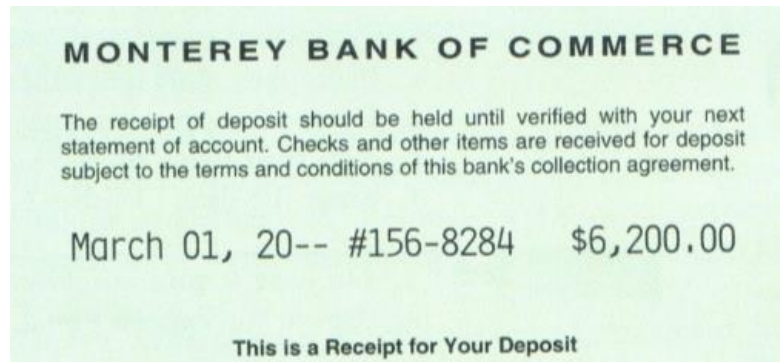 MONTEREY BANK OF COMMERCE
The receipt of deposit should be held until verified with your next
statement of account. Checks and other items are received for deposit
subject to the terms and conditions of this bank's collection agreement.
March 01, 20-- #156-8284 $6,200.00
This is a Receipt for Your Deposit